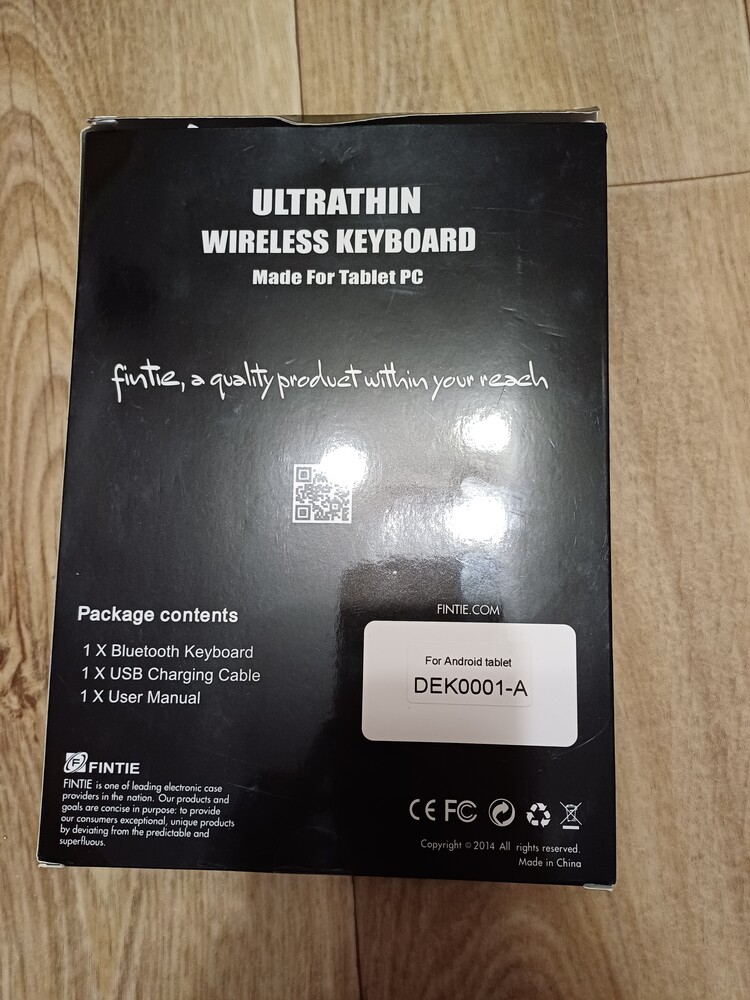 ULTRATHIN
WIRELESS KEYBOARD
Made For Tablet PC
fintie, a quality product within your reach
Package contents
1 X Bluetooth Keyboard
1 X USB Charging Cable
1 X User Manual
FINTIE.COM
For Android tablet
DEK0001-A
FINTIE
FINTIE is one of leading electronic case
providers in the nation. Our products and
goals are concise in purpose: to provide
our consumers exceptional, unique products
by deviating from the predictable and
superfluous.
CE FC
Copyright © 2014 All rights reserved.
Made in China